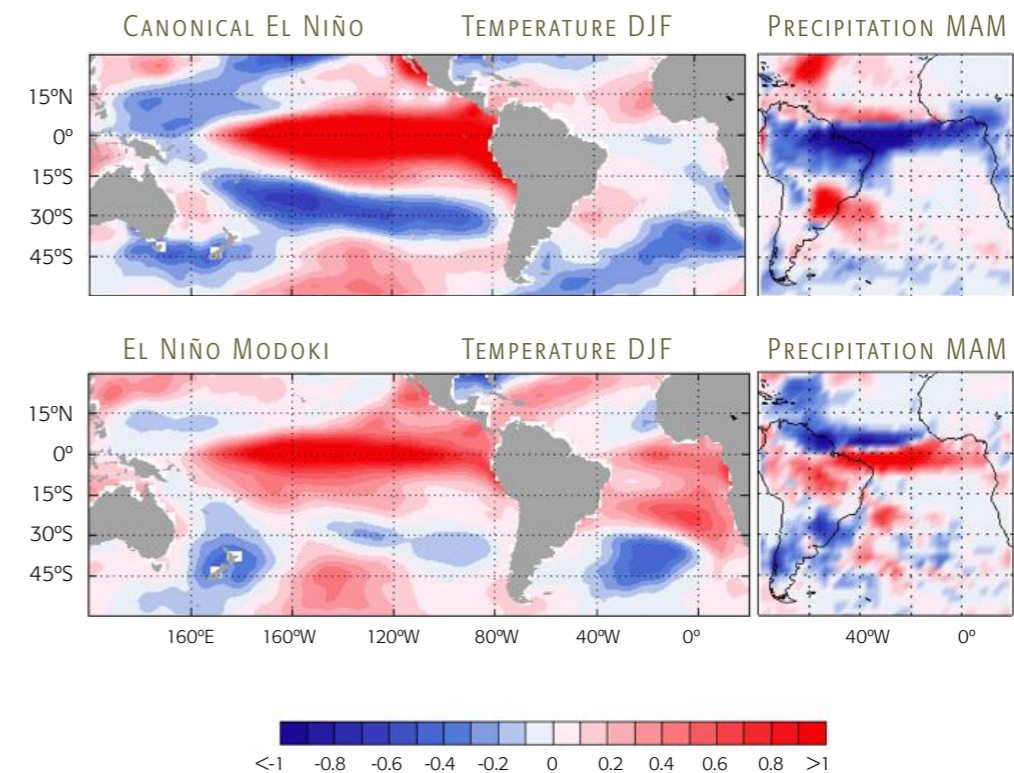 Canonical El Niño Temperature DJF Precipitation MAM
15ºN
0º
15ºS
30ºS
45ºS
El Niño Modoki Temperature DJF Precipitation MAM
15ºN
0º
15ºS
30ºS
45ºS
160ºE 160ºW 120ºW 80ºW 40ºW 0º 40ºW 0º
<-1 -0.8 -0.6 -0.4 -0.2 0 0.2 0.4 0.6 0.8 >1